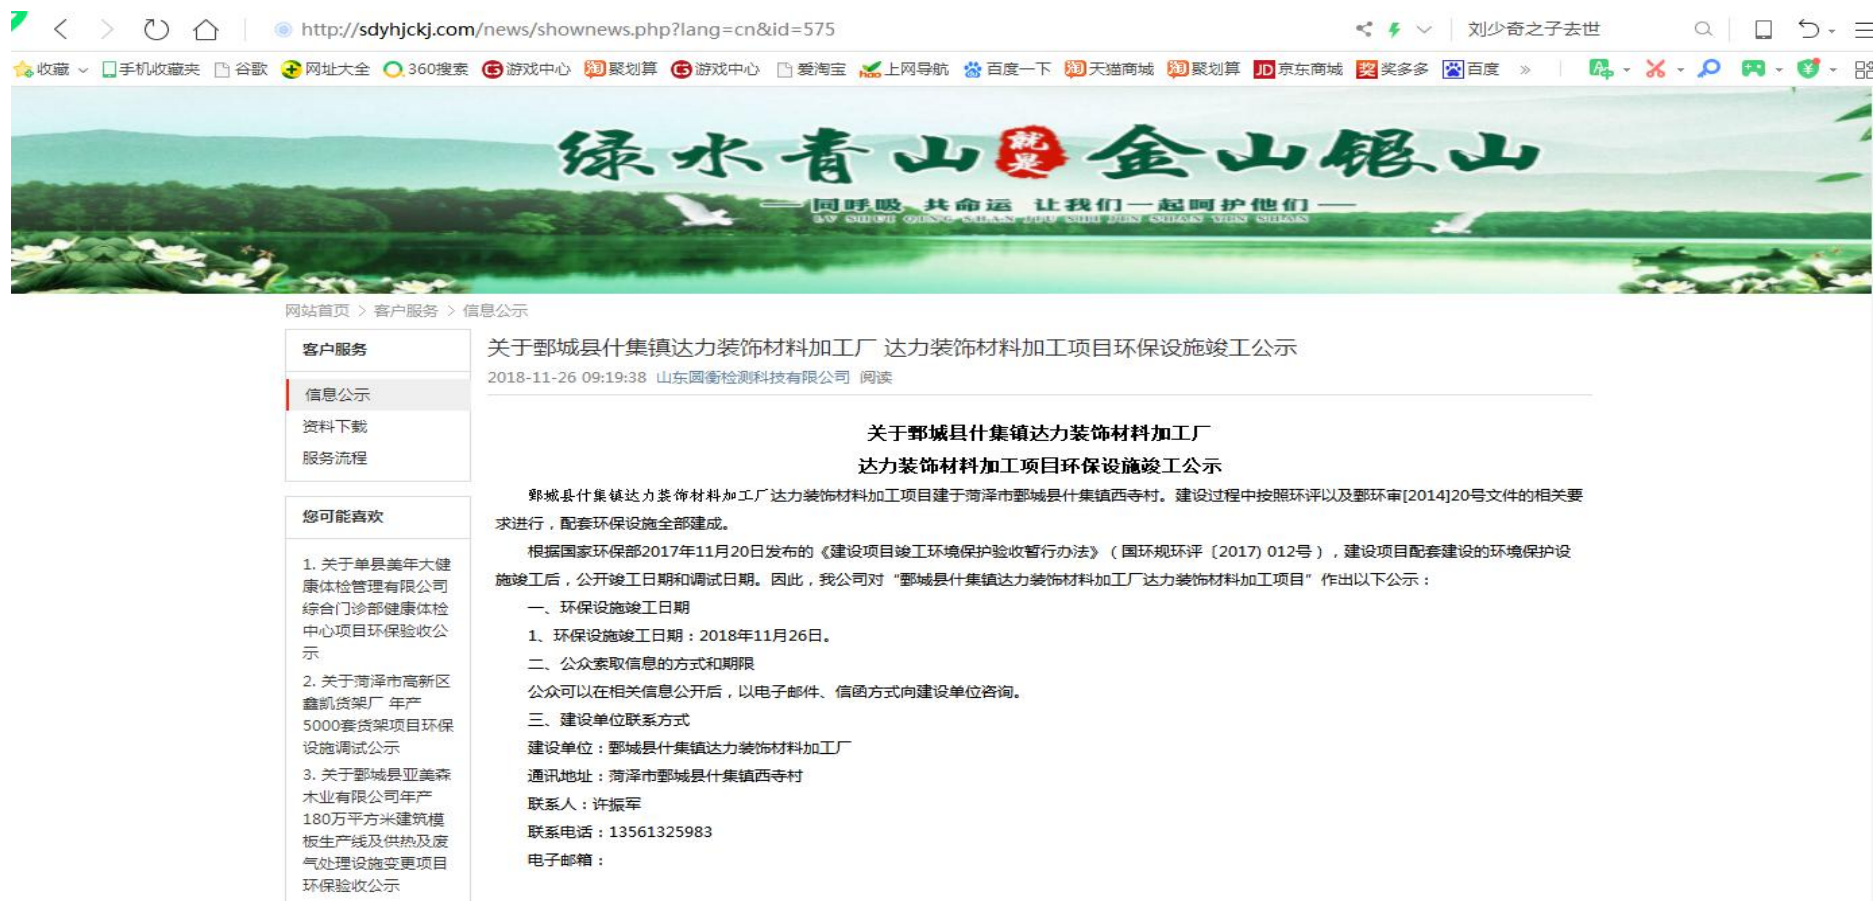 http://sdyhjckj.com/news/shownews.php?lang=cn&id=575 刘少奇之子去世
收藏 手机收藏夹 谷歌 网址大全 360搜索 游戏中心 聚划算 游戏中心 爱淘宝 上网导航 百度一下 天猫商城 聚划算 京东商城 奖多多 百度 »
绿水青山就是金山银山
同呼吸 共命运 让我们一起呵护他们
LV SHUI QING SHAN JIU SHI JIN SHAN YIN SHAN
网站首页 > 客户服务 > 信息公示
客户服务
信息公示
资料下载
服务流程
您可能喜欢
1. 关于单县美年大健
康体检管理有限公司
综合门诊部健康体检
中心项目环保验收公
示
2. 关于菏泽市高新区
鑫凯货架厂 年产
5000套货架项目环保
设施调试公示
3. 关于鄄城县亚美森
木业有限公司年产
180万平方米建筑模
板生产线及供热及废
气处理设施变更项目
环保验收公示
关于鄄城县什集镇达力装饰材料加工厂 达力装饰材料加工项目环保设施竣工公示
2018-11-26 09:19:38 山东圆衡检测科技有限公司 阅读
关于鄄城县什集镇达力装饰材料加工厂
达力装饰材料加工项目环保设施竣工公示
鄄城县什集镇达力装饰材料加工厂达力装饰材料加工项目建于菏泽市鄄城县什集镇西寺村。建设过程中按照环评以及鄄环审[2014]20号文件的相关要
求进行，配套环保设施全部建成。
根据国家环保部2017年11月20日发布的《建设项目竣工环境保护验收暂行办法》（国环规环评〔2017) 012号），建设项目配套建设的环境保护设
施竣工后，公开竣工日期和调试日期。因此，我公司对“鄄城县什集镇达力装饰材料加工厂达力装饰材料加工项目”作出以下公示：
一、环保设施竣工日期
1、环保设施竣工日期：2018年11月26日。
二、公众索取信息的方式和期限
公众可以在相关信息公开后，以电子邮件、信函方式向建设单位咨询。
三、建设单位联系方式
建设单位：鄄城县什集镇达力装饰材料加工厂
通讯地址：菏泽市鄄城县什集镇西寺村
联系人：许振军
联系电话：13561325983
电子邮箱：